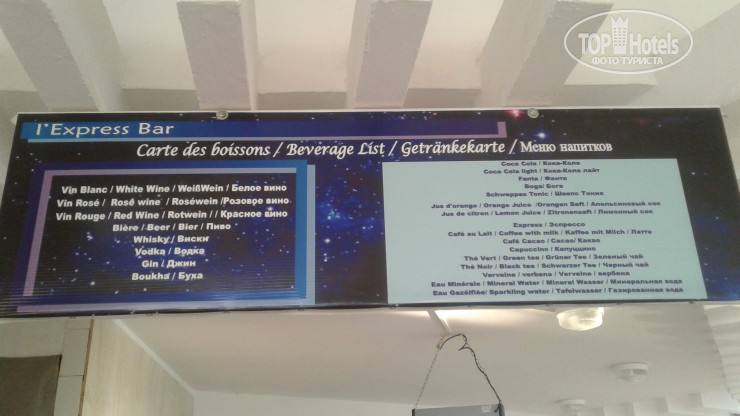 TOP Hotels
ФОТО ТУРИСТА
l'Express Bar
Carte des boissons / Beverage List / Getränkekarte / Меню напитков
Vin Blanc / White Wine / WeißWein / Белое вино
Vin Rosé / Rosé wine / Roséwein /Розовое вино
Vin Rouge / Red Wine / Rotwein / / Красное вино
Bière / Beer / Bier / Пиво
Whisky / Виски
Vodka / Водка
Gin / Джин
Boukha / Буха
Coca Cola / Кока-Кола
Coca Cola light / Кока-Кола лайт
Fanta / Фанта
Boga/ Бога
Schweppes Tonic / Швепс Тоник
Jus d'orange / Orange Juice /Orangen Saft / Апельсиновый сок
Jus de citron / Lemon Juice / Zitronensaft / Лимонный сок
Express / Эспрессо
Café au Lait / Coffee with milk / Kaffee mit Milch / Латте
Café Cacao / Cacao/ Какао
Capuccino / Капуццино
Thé Vert / Green tea / Grüner Tee / Зеленый чай
Thé Noir / Black tea / Schwarzer Tee / Черный чай
Verveine / verbena / Verveine / вербена
Eau Minérale / Mineral Water / Mineral Wasser / Минеральная вода
Eau Gazéifiée/ Sparkling water / Tafelwasser / Газированная вода